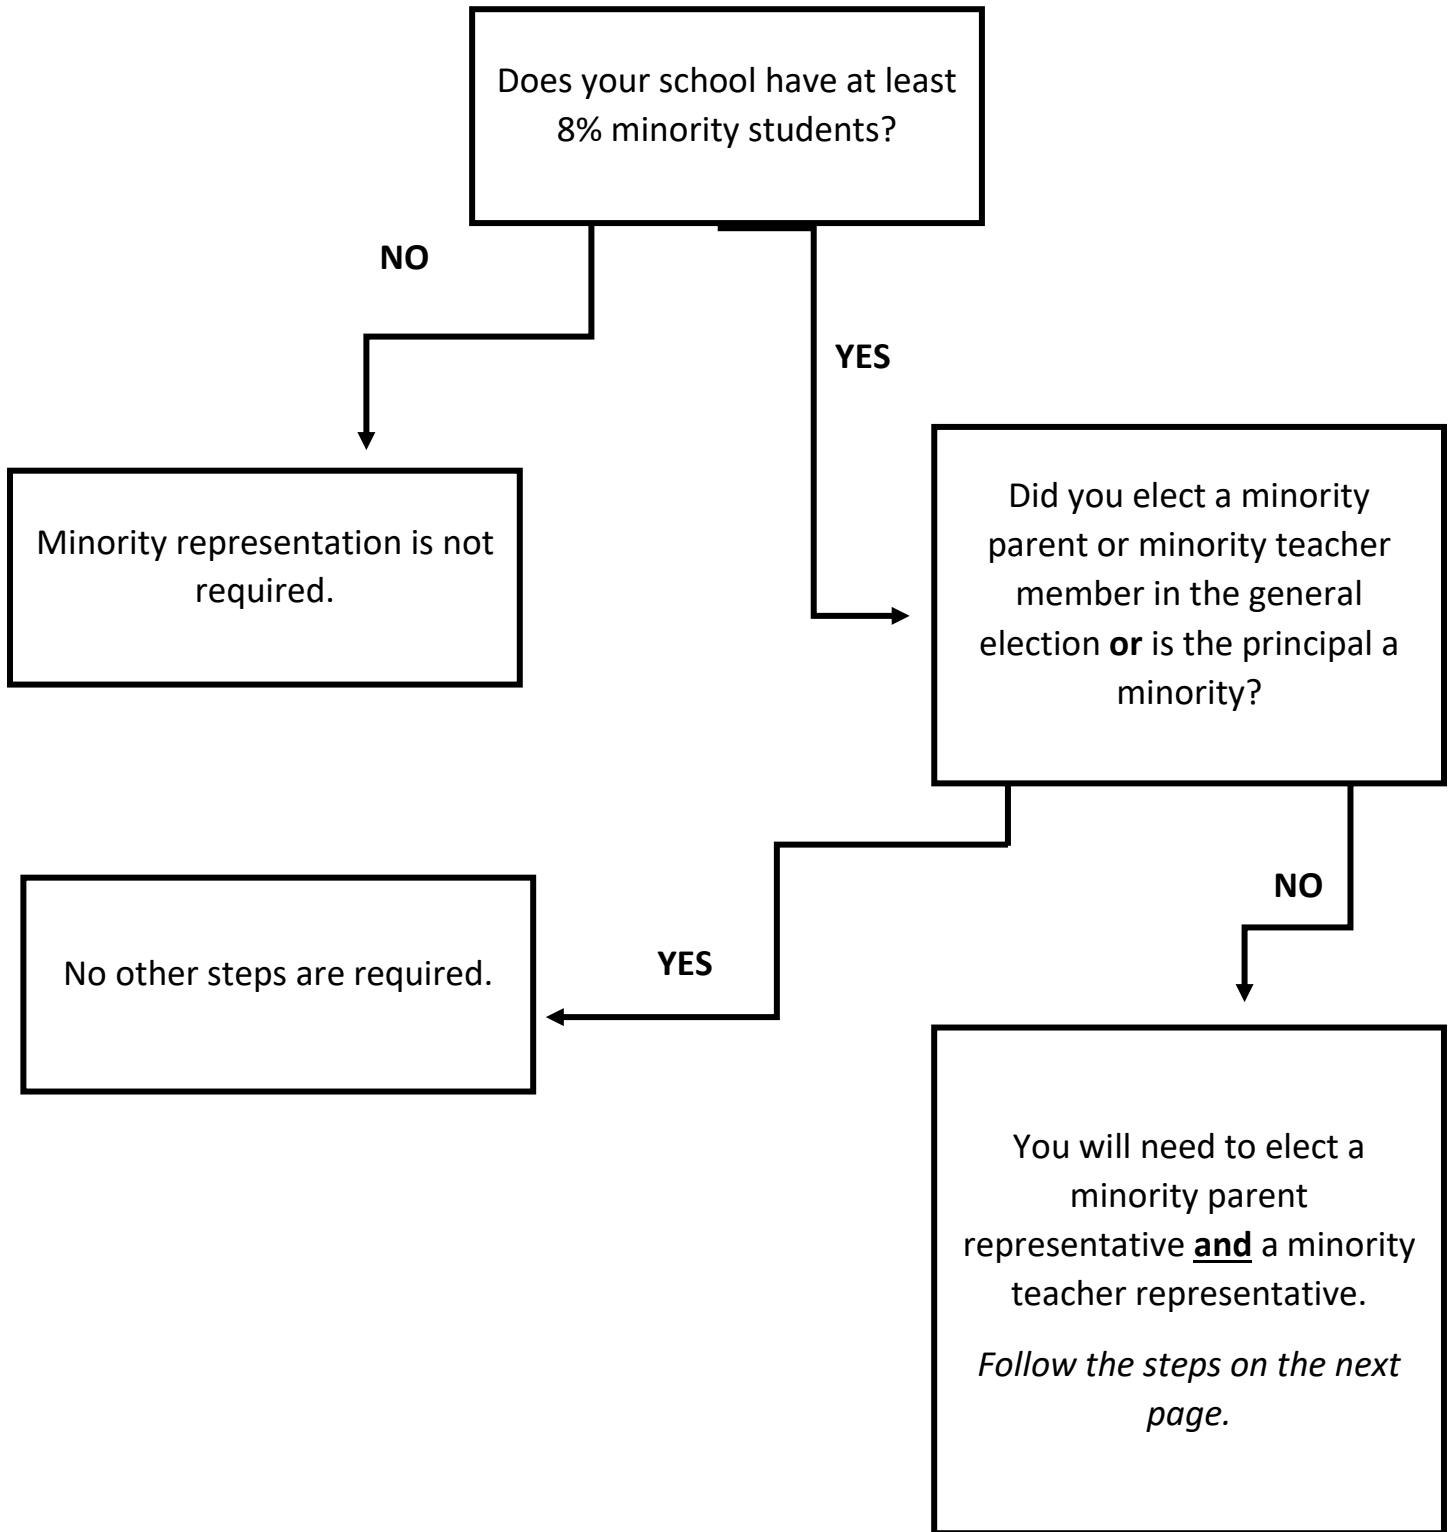 Does your school have at least
8% minority students?
NO
YES
Minority representation is not
required.
Did you elect a minority
parent or minority teacher
member in the general
election or is the principal a
minority?
NO
YES
No other steps are required.
You will need to elect a
minority parent
representative and a minority
teacher representative.
Follow the steps on the next
page.